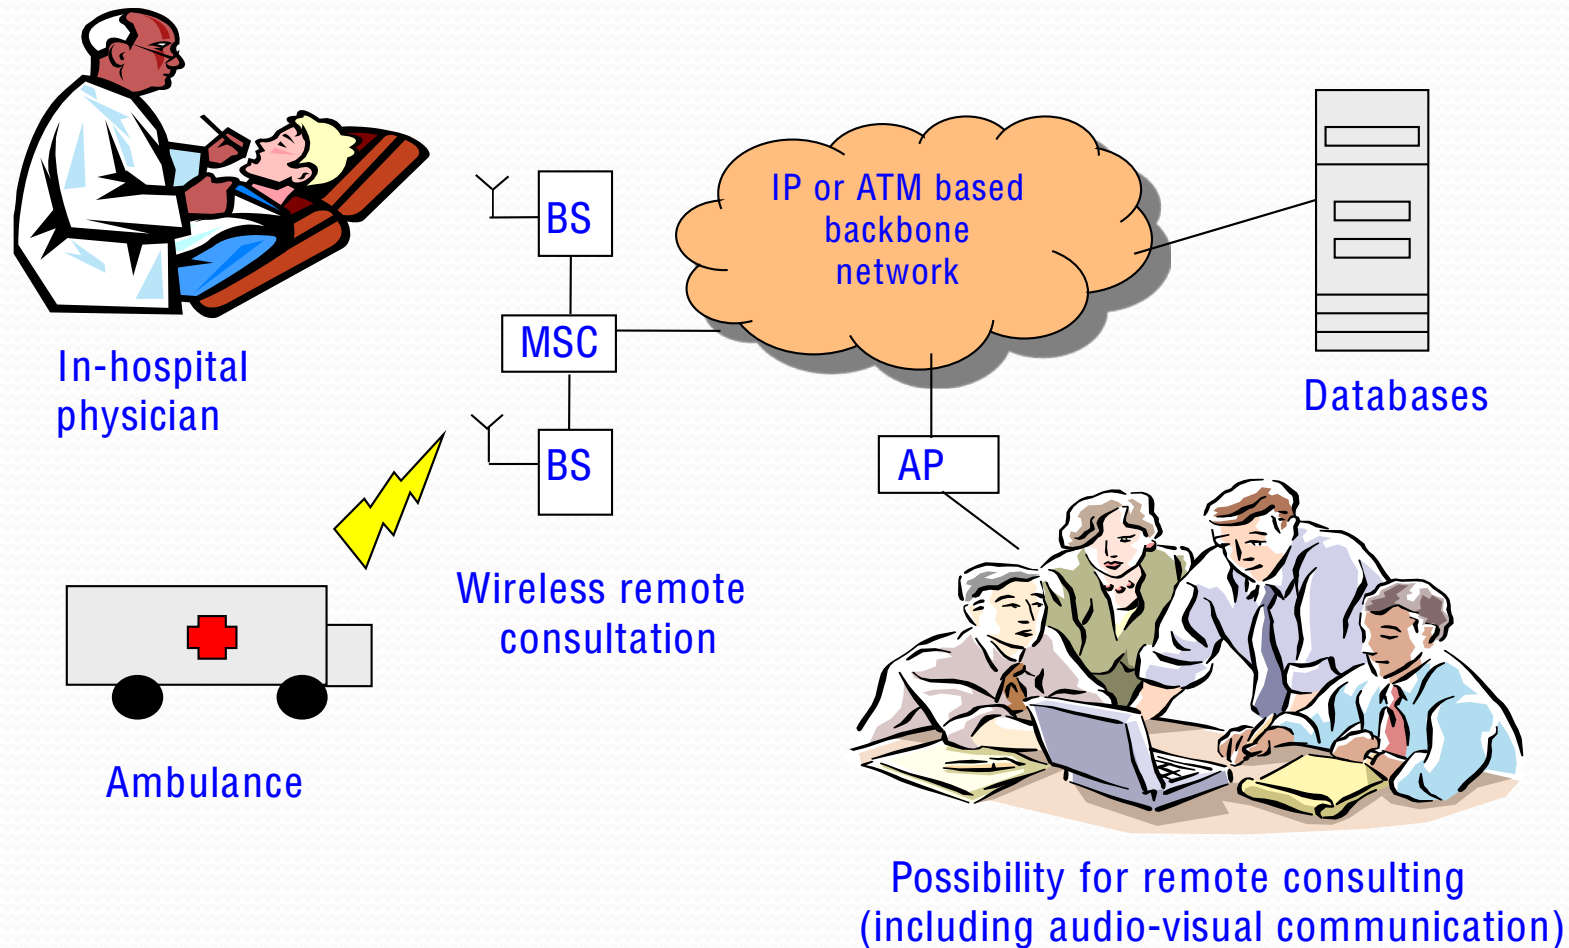 In-hospital
physician
BS
MSC
BS
IP or ATM based
backbone
network
Databases
AP
Wireless remote
consultation
Ambulance
Possibility for remote consulting
(including audio-visual communication)